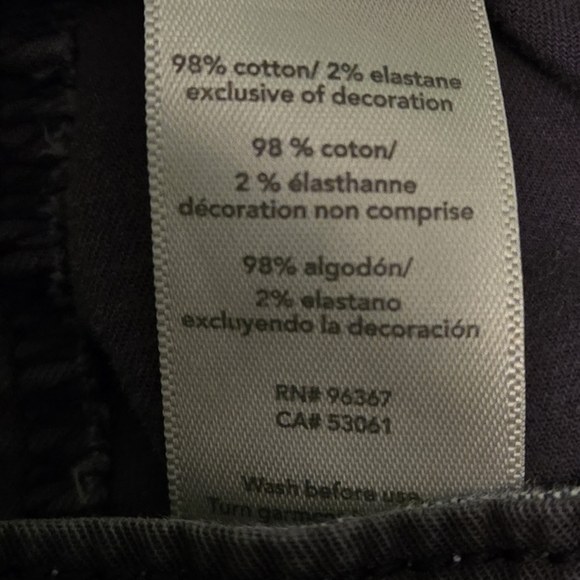 98% cotton/ 2% elastane
exclusive of decoration
98 % coton/
2 % élasthanne
décoration non comprise
98% algodón/
2% elastano
excluyendo la decoración
RN# 96367
CA# 53061
Wash before use
Turn